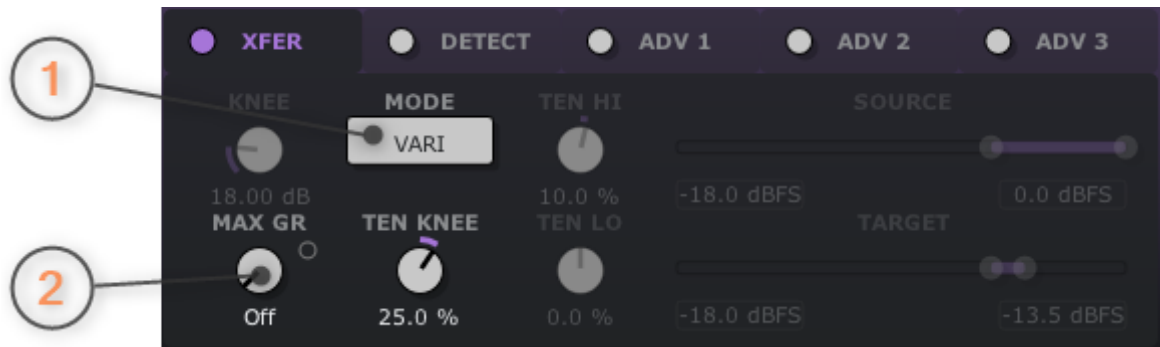 XFER DETECT ADV 1 ADV 2 ADV 3
1
KNEE MODE TEN HI SOURCE
VARI
18.00 dB 10.0 % -18.0 dBFS 0.0 dBFS
MAX GR TEN KNEE TEN LO TARGET
2
Off 25.0 % 0.0 % -18.0 dBFS -13.5 dBFS